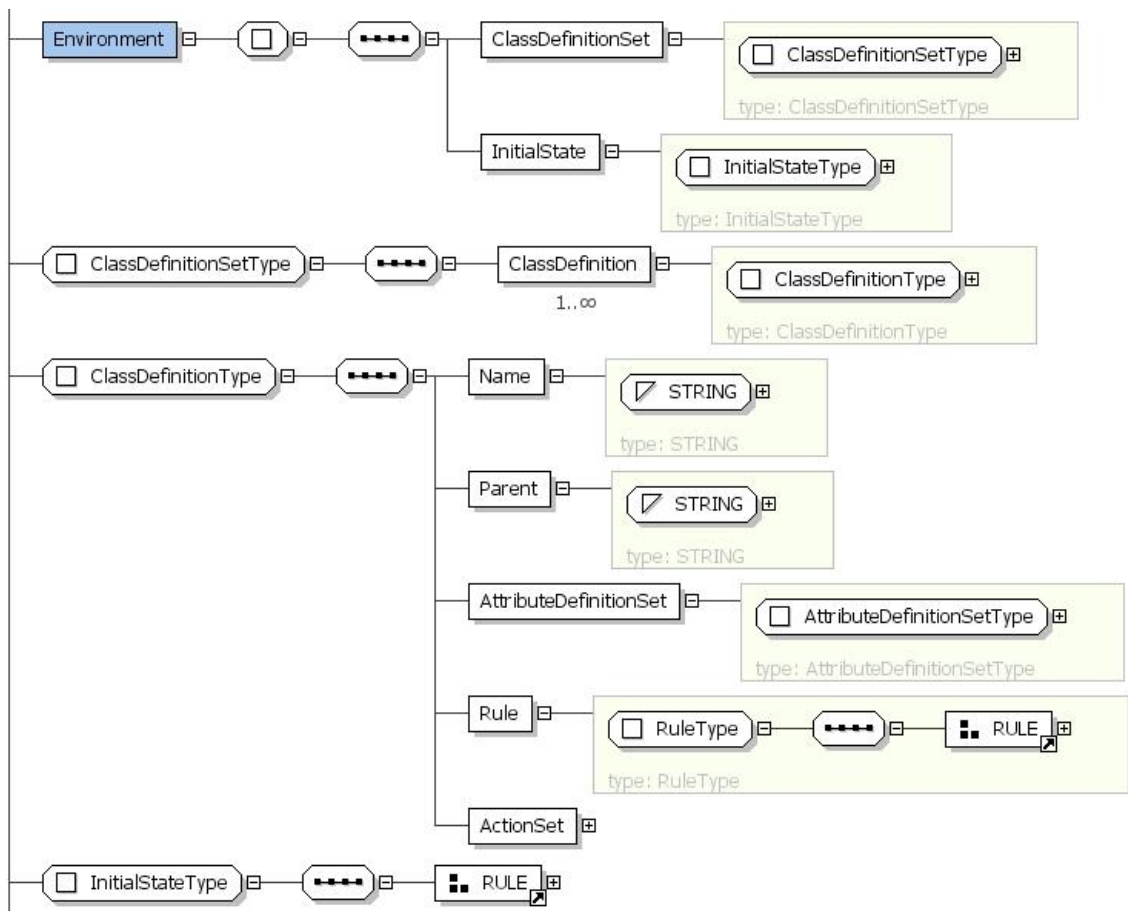 Environment
ClassDefinitionSet
ClassDefinitionSetType
type: ClassDefinitionSetType
InitialState
InitialStateType
type: InitialStateType
ClassDefinitionSetType
ClassDefinition
1..∞
ClassDefinitionType
type: ClassDefinitionType
ClassDefinitionType
Name
STRING
type: STRING
Parent
STRING
type: STRING
AttributeDefinitionSet
AttributeDefinitionSetType
type: AttributeDefinitionSetType
Rule
RuleType
RULE
type: RuleType
ActionSet
InitialStateType
RULE